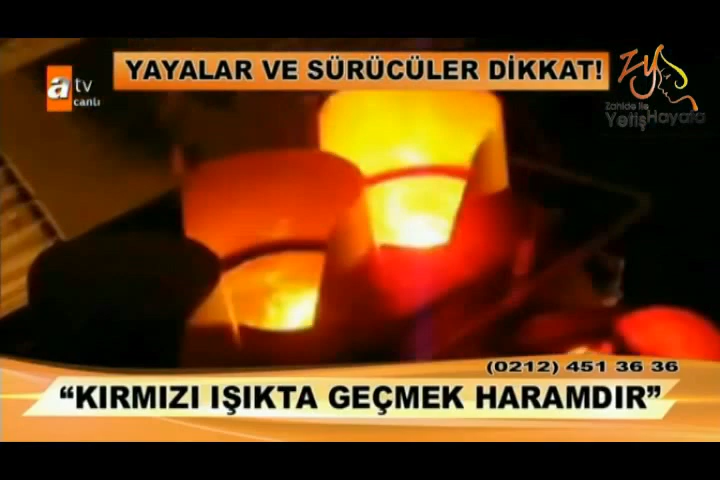 YAYALAR VE SÜRÜCÜLER DİKKAT!
atv
canlı
ZY
Zahide ile
Yetiş Hayata
(0212) 451 36 36
“KIRMIZI IŞIKTA GEÇMEK HARAMDIR”